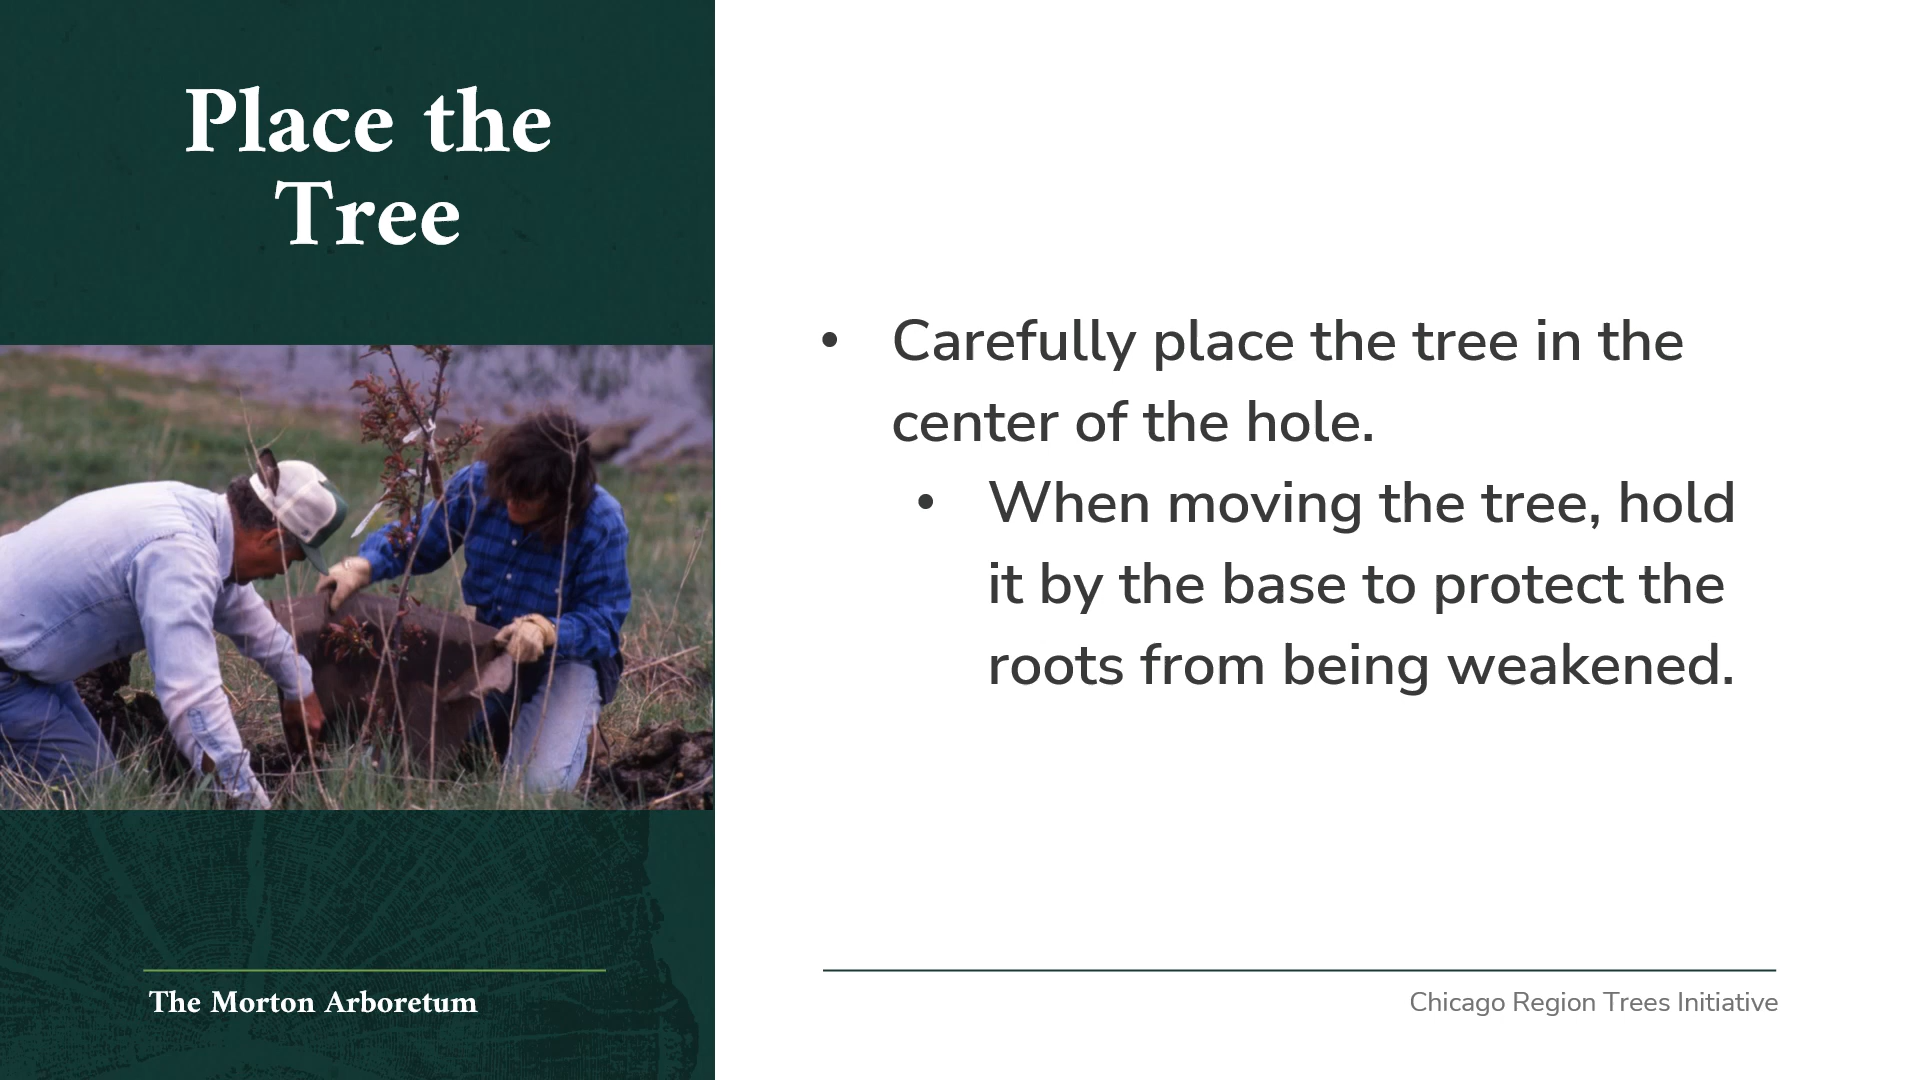 Place the
Tree
• Carefully place the tree in the
center of the hole.
• When moving the tree, hold
it by the base to protect the
roots from being weakened.
The Morton Arboretum
Chicago Region Trees Initiative